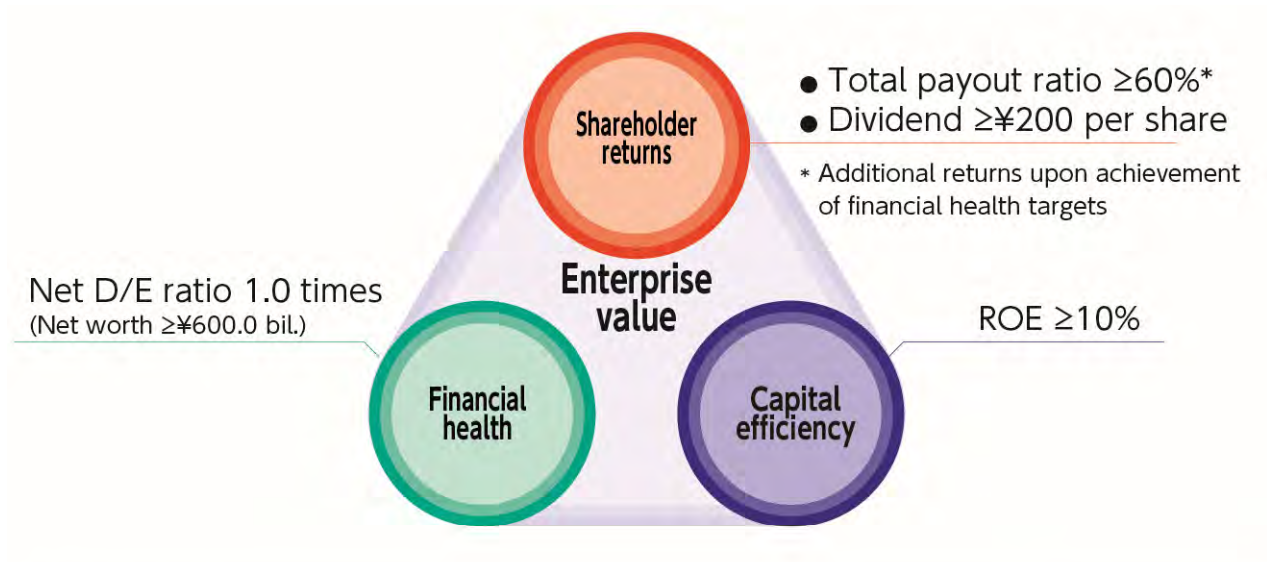 Shareholder
returns
● Total payout ratio ≥60%*
● Dividend ≥¥200 per share
* Additional returns upon achievement
of financial health targets
Enterprise
value
Net D/E ratio 1.0 times
(Net worth ≥¥600.0 bil.)
Financial
health
ROE ≥10%
Capital
efficiency